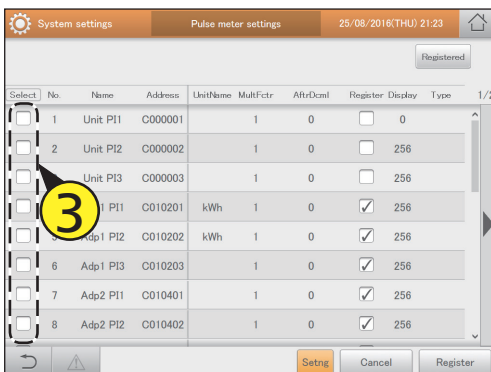 System settings Pulse meter settings 25/08/2016(THU) 21:23
Registered
Select No. Name Address UnitName MultFctr AftrDcml Register Display Type 1/2
1 Unit PI1 C000001 1 0 0
2 Unit PI2 C000002 1 0 256
Unit PI3 C000003 1 0 256
PI1 C010201 kWh 1 0 256
Adp1 PI2 C010202 kWh 1 0 256
6 Adp1 PI3 C010203 1 0 256
7 Adp2 PI1 C010401 1 0 256
8 Adp2 PI2 C010402 1 0 256
3
Setng Cancel Register